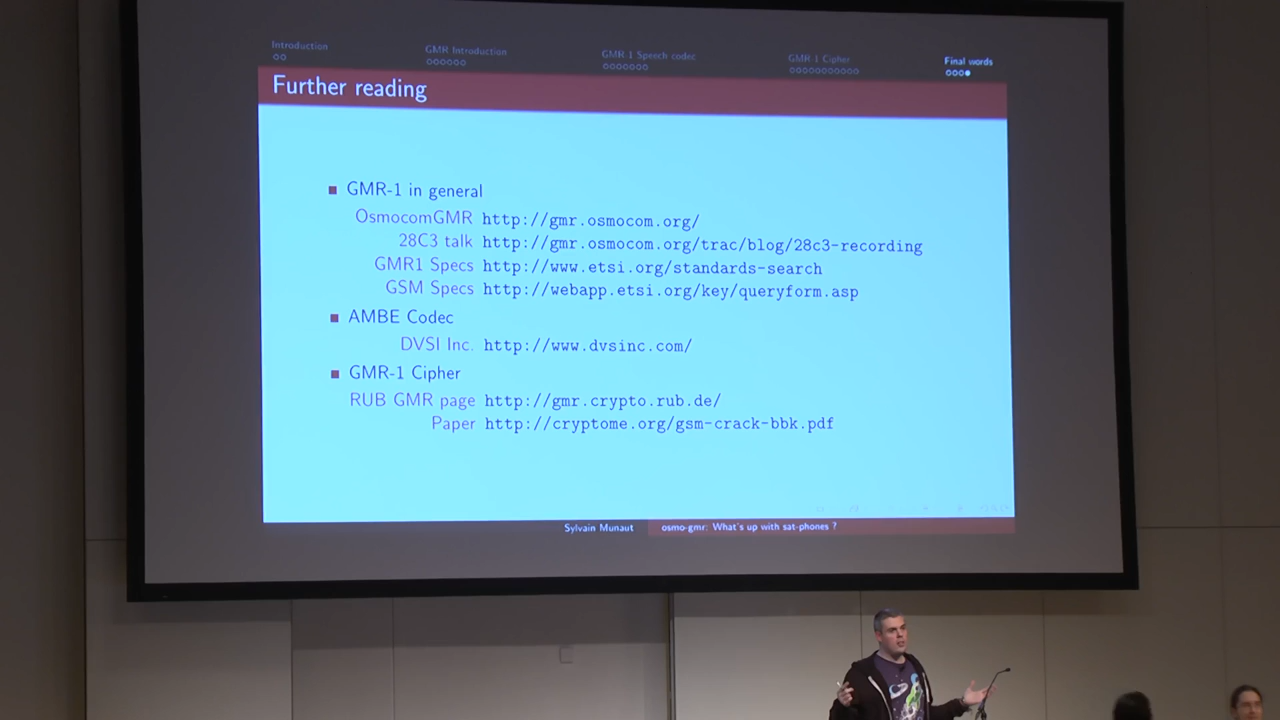 Introduction
GMR Introduction
GMR-1 Speech codec
GMR-1 Cipher
Final words
Further reading
GMR-1 in general
OsmocomGMR http://gmr.osmocom.org/
28C3 talk http://gmr.osmocom.org/trac/blog/28c3-recording
GMR1 Specs http://www.etsi.org/standards-search
GSM Specs http://webapp.etsi.org/key/queryform.asp
AMBE Codec
DVSI Inc. http://www.dvsinc.com/
GMR-1 Cipher
RUB GMR page http://gmr.crypto.rub.de/
Paper http://cryptome.org/gsm-crack-bbk.pdf
Sylvain Munaut
osmo-gmr: What's up with sat-phones ?